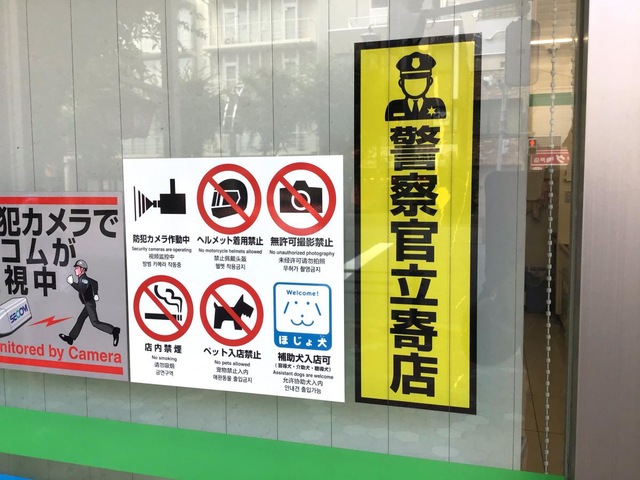 犯カメラで
コムが
視中
SECOM
nitored by Camera
防犯カメラ作動中
Security cameras are operating
视频监控中
방범 카메라 작동중
ヘルメット着用禁止
No motorcycle helmets allowed
禁止佩戴头盔
헬멧 착용금지
無許可撮影禁止
No unauthorized photography
未经许可请勿拍照
무허가 촬영금지
店内禁煙
No smoking
请勿吸烟
금연구역
ペット入店禁止
No pets allowed
宠物禁止入内
애완동물 출입금지
Welcome!
ほじょ犬
補助犬入店可
(盲導犬・介助犬・聴導犬)
Assistant dogs are welcome
允许协助犬入内
안내견 출입가능
警察官立寄店